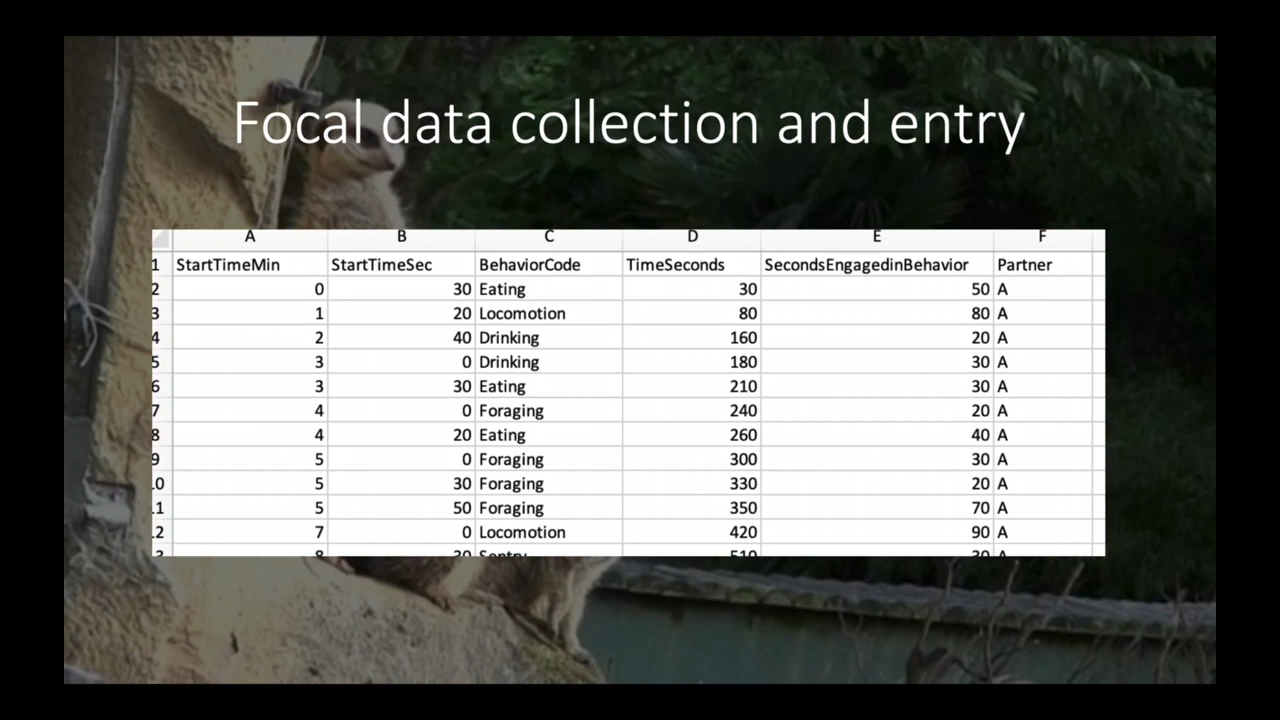 Focal data collection and entry
A B C D E F
1 StartTimeMin StartTimeSec BehaviorCode TimeSeconds SecondsEngagedinBehavior Partner
2 0 30 Eating 30 50 A
3 1 20 Locomotion 80 80 A
4 2 40 Drinking 160 20 A
5 3 0 Drinking 180 30 A
6 3 30 Eating 210 30 A
7 4 0 Foraging 240 20 A
8 4 20 Eating 260 40 A
9 5 0 Foraging 300 30 A
.0 5 30 Foraging 330 20 A
.1 5 50 Foraging 350 70 A
.2 7 0 Locomotion 420 90 A